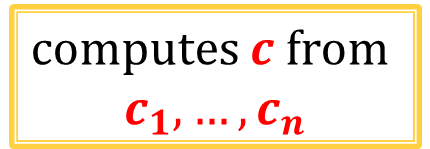 computes c from
c₁, … , cₙ